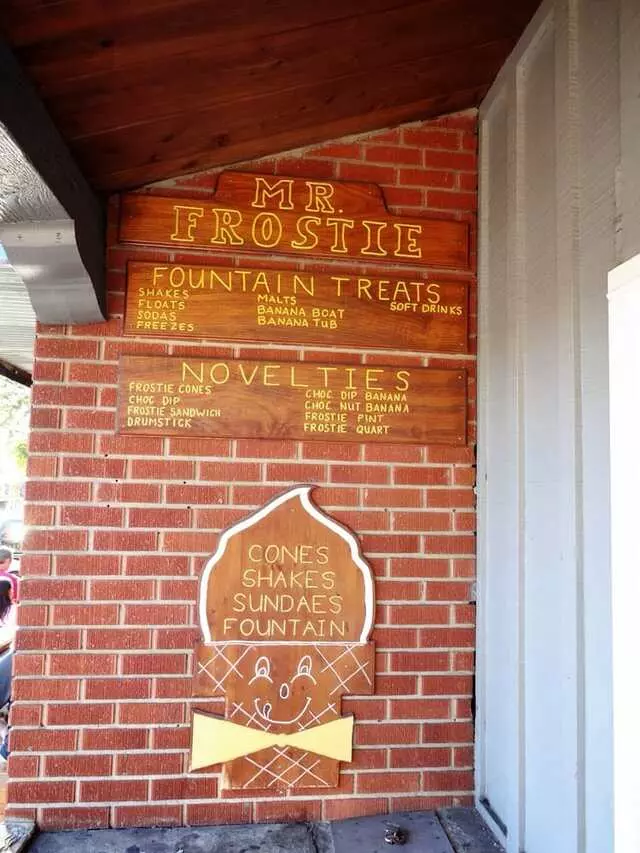 MR.
FROSTIE
FOUNTAIN TREATS
SHAKES
FLOATS
SODAS
FREEZES
MALTS
BANANA BOAT
BANANA TUB
SOFT DRINKS
NOVELTIES
FROSTIE CONES
CHOC DIP
FROSTIE SANDWICH
DRUMSTICK
CHOC DIP BANANA
CHOC NUT BANANA
FROSTIE PINT
FROSTIE QUART
CONES
SHAKES
SUNDAES
FOUNTAIN